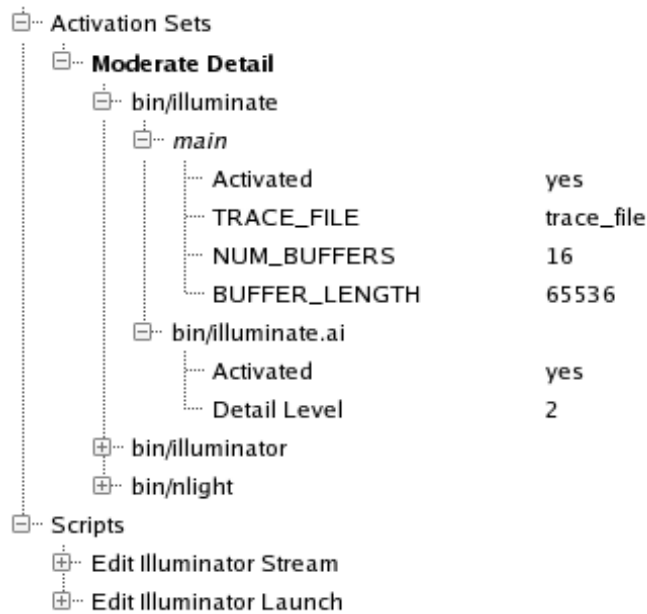 Activation Sets
Moderate Detail
bin/illuminate
main
Activated yes
TRACE_FILE trace_file
NUM_BUFFERS 16
BUFFER_LENGTH 65536
bin/illuminate.ai
Activated yes
Detail Level 2
bin/illuminator
bin/nlight
Scripts
Edit Illuminator Stream
Edit Illuminator Launch